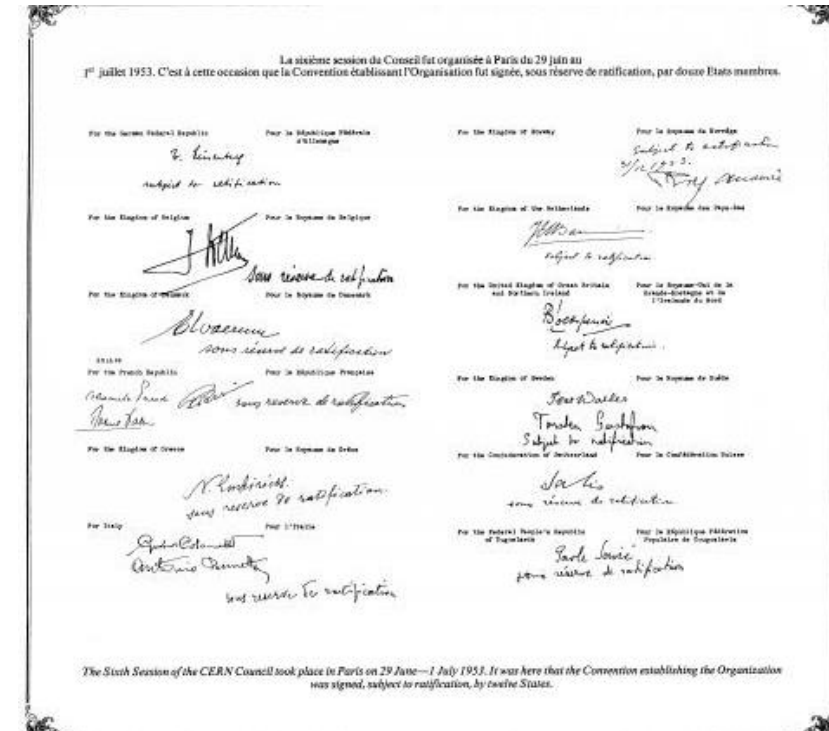 La sixième session du Conseil fut organisée à Paris du 29 juin au
1er juillet 1953. C'est à cette occasion que la Convention établissant l'Organisation fut signée, sous réserve de ratification, par douze Etats membres.
For the German Federal Republic
Pour la République Fédérale
d'Allemagne
subject to ratification
For the Kingdom of Belgium
Pour le Royaume de Belgique
sous réserve de ratification
For the Kingdom of Denmark
Pour le Royaume de Danemark
sous réserve de ratification
For the French Republic
Pour la République Française
sous reserve de ratification
For the Kingdom of Greece
Pour le Royaume de Grèce
sous reserve de ratification
For Italy
Pour l'Italie
Antonio
sous reserve de ratification
For the Kingdom of Norway
Pour le Royaume de Norvège
subject to ratification
For the Kingdom of the Netherlands
Pour le Royaume des Pays-Bas
subject to ratification
For the United Kingdom of Great Britain
and Northern Ireland
Pour le Royaume-Uni de la
Grande-Bretagne et de
l'Irelande du Nord
subject to ratification.
For the Kingdom of Sweden
Pour le Royaume de Suède
Torsten Gustafson
Subject to ratification
For the Confederation of Switzerland
Pour la Confédération Suisse
sous réserve de ratification
For the Federal People's Republic
of Yugoslavia
Pour la République Fédérative
Populaire de Yougoslavie
Pavle Savić
sous réserve de ratification
The Sixth Session of the CERN Council took place in Paris on 29 June—1 July 1953. It was here that the Convention establishing the Organization
was signed, subject to ratification, by twelve States.